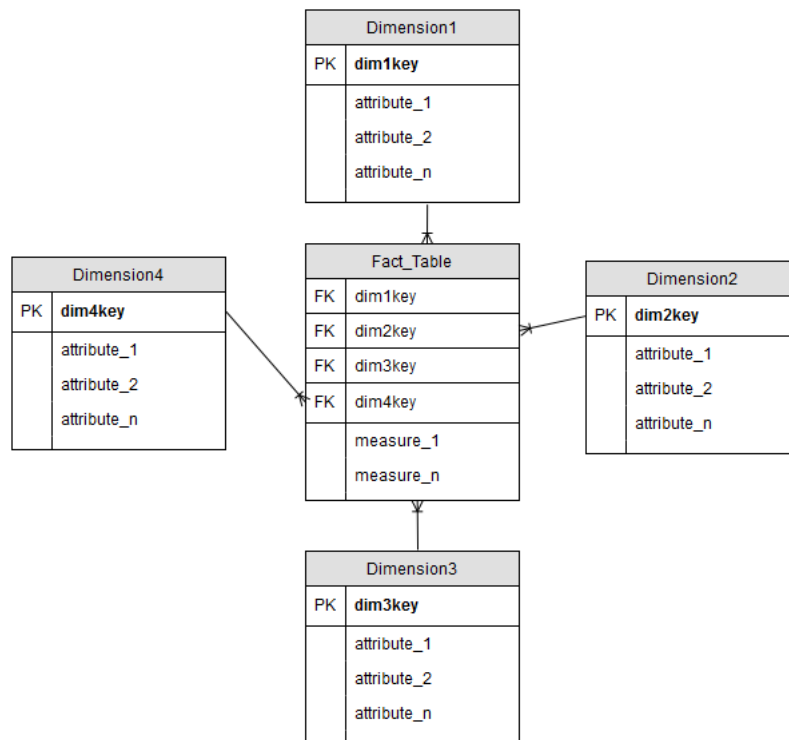 Dimension1
PK dim1key
attribute_1
attribute_2
attribute_n
Dimension4
PK dim4key
attribute_1
attribute_2
attribute_n
Fact_Table
FK dim1key
FK dim2key
FK dim3key
FK dim4key
measure_1
measure_n
Dimension2
PK dim2key
attribute_1
attribute_2
attribute_n
Dimension3
PK dim3key
attribute_1
attribute_2
attribute_n